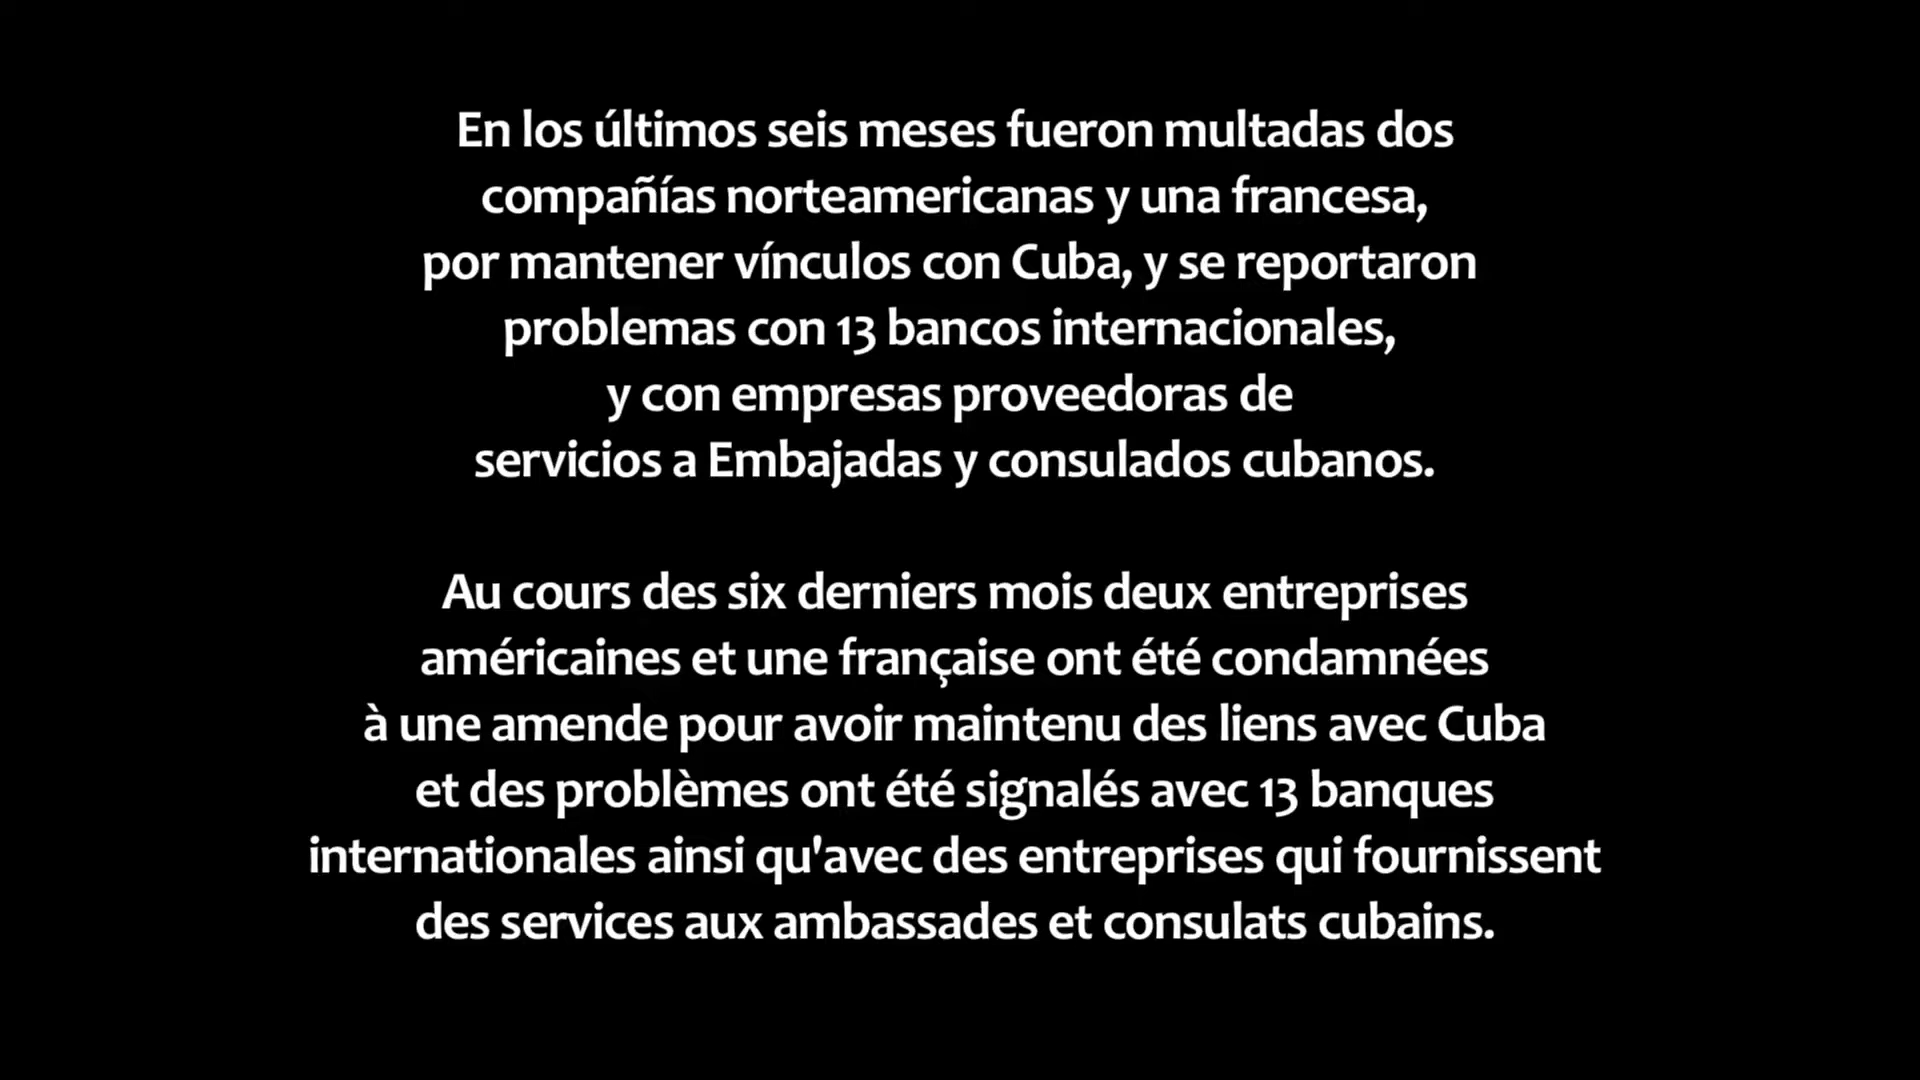 En los últimos seis meses fueron multadas dos
compañías norteamericanas y una francesa,
por mantener vínculos con Cuba, y se reportaron
problemas con 13 bancos internacionales,
y con empresas proveedoras de
servicios a Embajadas y consulados cubanos.
Au cours des six derniers mois deux entreprises
américaines et une française ont été condamnées
à une amende pour avoir maintenu des liens avec Cuba
et des problèmes ont été signalés avec 13 banques
internationales ainsi qu'avec des entreprises qui fournissent
des services aux ambassades et consulats cubains.